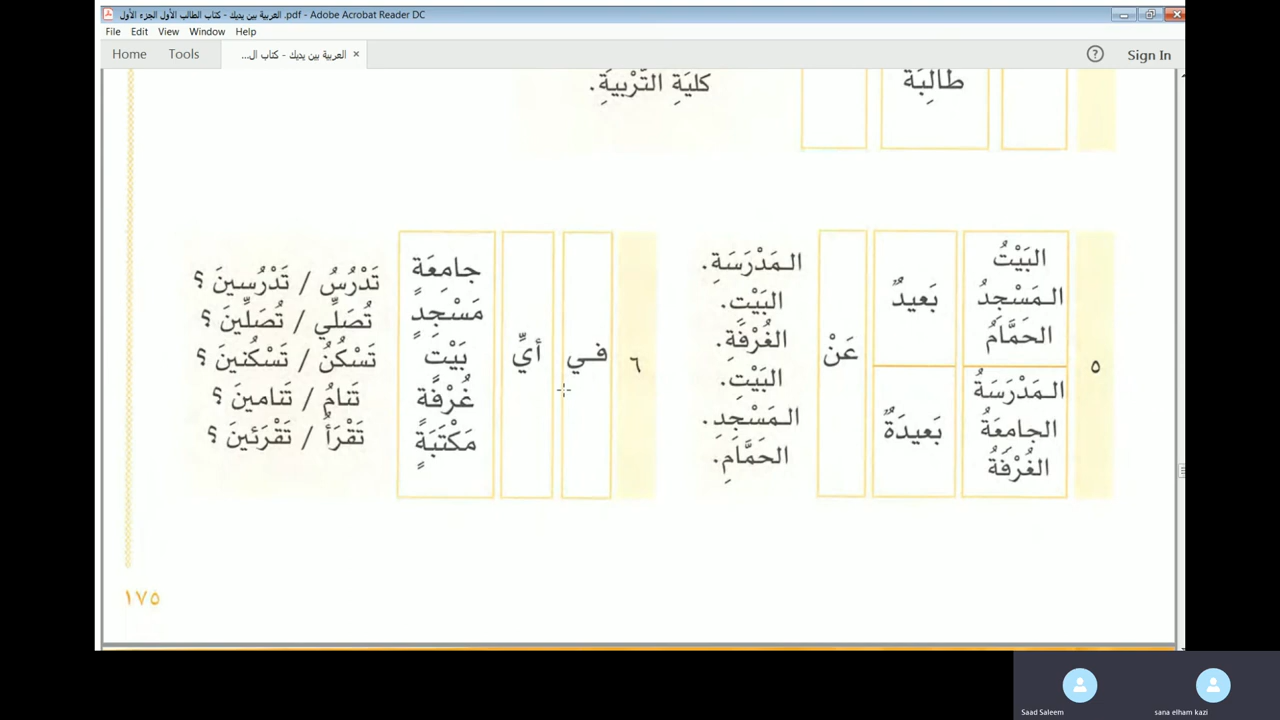 العربية بين يديك - كتاب الطالب الأول الجزء الأول .pdf - Adobe Acrobat Reader DC
File Edit View Window Help
Home Tools العربية بين يديك - كتاب ال... × ? Sign In
طالِبَة
كليَةِ التَّرْبيَةِ.
٥
البَيْتُ
المَسْجِدُ
الحَمَّامُ
بَعيدٌ
المَدْرَسَةُ
الجامِعَةُ
الغُرْفَةُ
بَعيدَةٌ
عَنْ
المَدْرَسَةِ.
البَيْتِ.
الغُرْفَةِ.
البَيْتِ.
المَسْجِدِ.
الحَمَّامِ.
٦
في
أيِّ
جامِعَةٍ
مَسْجِدٍ
بَيْتٍ
غُرْفَةٍ
مَكْتَبَةٍ
تَدْرُسُ / تَدْرُسينَ ؟
تُصَلِّي / تُصَلِّينَ ؟
تَسْكُنُ / تَسْكُنينَ ؟
تَنامُ / تَنامينَ ؟
تَقْرَأُ / تَقْرَئينَ ؟
١٧٥
Saad Saleem
sana elham kazi